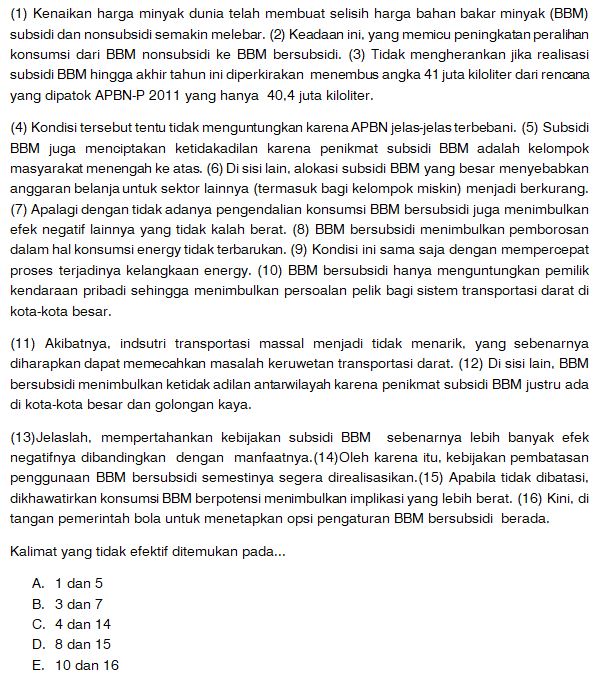 (1) Kenaikan harga minyak dunia telah membuat selisih harga bahan bakar minyak (BBM)
subsidi dan nonsubsidi semakin melebar. (2) Keadaan ini, yang memicu peningkatan peralihan
konsumsi dari BBM nonsubsidi ke BBM bersubsidi. (3) Tidak mengherankan jika realisasi
subsidi BBM hingga akhir tahun ini diperkirakan menembus angka 41 juta kiloliter dari rencana
yang dipatok APBN-P 2011 yang hanya 40,4 juta kiloliter.
(4) Kondisi tersebut tentu tidak menguntungkan karena APBN jelas-jelas terbebani. (5) Subsidi
BBM juga menciptakan ketidakadilan karena penikmat subsidi BBM adalah kelompok
masyarakat menengah ke atas. (6) Di sisi lain, alokasi subsidi BBM yang besar menyebabkan
anggaran belanja untuk sektor lainnya (termasuk bagi kelompok miskin) menjadi berkurang.
(7) Apalagi dengan tidak adanya pengendalian konsumsi BBM bersubsidi juga menimbulkan
efek negatif lainnya yang tidak kalah berat. (8) BBM bersubsidi menimbulkan pemborosan
dalam hal konsumsi energy tidak terbarukan. (9) Kondisi ini sama saja dengan mempercepat
proses terjadinya kelangkaan energy. (10) BBM bersubsidi hanya menguntungkan pemilik
kendaraan pribadi sehingga menimbulkan persoalan pelik bagi sistem transportasi darat di
kota-kota besar.
(11) Akibatnya, indsutri transportasi massal menjadi tidak menarik, yang sebenarnya
diharapkan dapat memecahkan masalah keruwetan transportasi darat. (12) Di sisi lain, BBM
bersubsidi menimbulkan ketidak adilan antarwilayah karena penikmat subsidi BBM justru ada
di kota-kota besar dan golongan kaya.
(13)Jelaslah, mempertahankan kebijakan subsidi BBM sebenarnya lebih banyak efek
negatifnya dibandingkan dengan manfaatnya.(14)Oleh karena itu, kebijakan pembatasan
penggunaan BBM bersubsidi semestinya segera direalisasikan.(15) Apabila tidak dibatasi,
dikhawatirkan konsumsi BBM berpotensi menimbulkan implikasi yang lebih berat. (16) Kini, di
tangan pemerintah bola untuk menetapkan opsi pengaturan BBM bersubsidi berada.
Kalimat yang tidak efektif ditemukan pada...
A. 1 dan 5
B. 3 dan 7
C. 4 dan 14
D. 8 dan 15
E. 10 dan 16